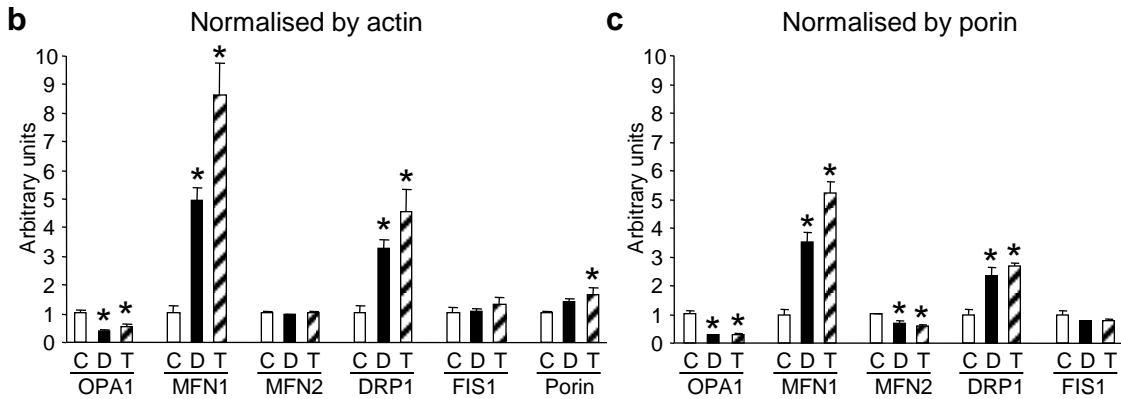 b
Normalised by actin
Arbitrary units
10
9
8
7
6
5
4
3
2
1
0
* * * * * * *
C D T C D T C D T C D T C D T C D T
OPA1 MFN1 MFN2 DRP1 FIS1 Porin
c
Normalised by porin
Arbitrary units
10
9
8
7
6
5
4
3
2
1
0
* * * * * * * *
C D T C D T C D T C D T C D T
OPA1 MFN1 MFN2 DRP1 FIS1